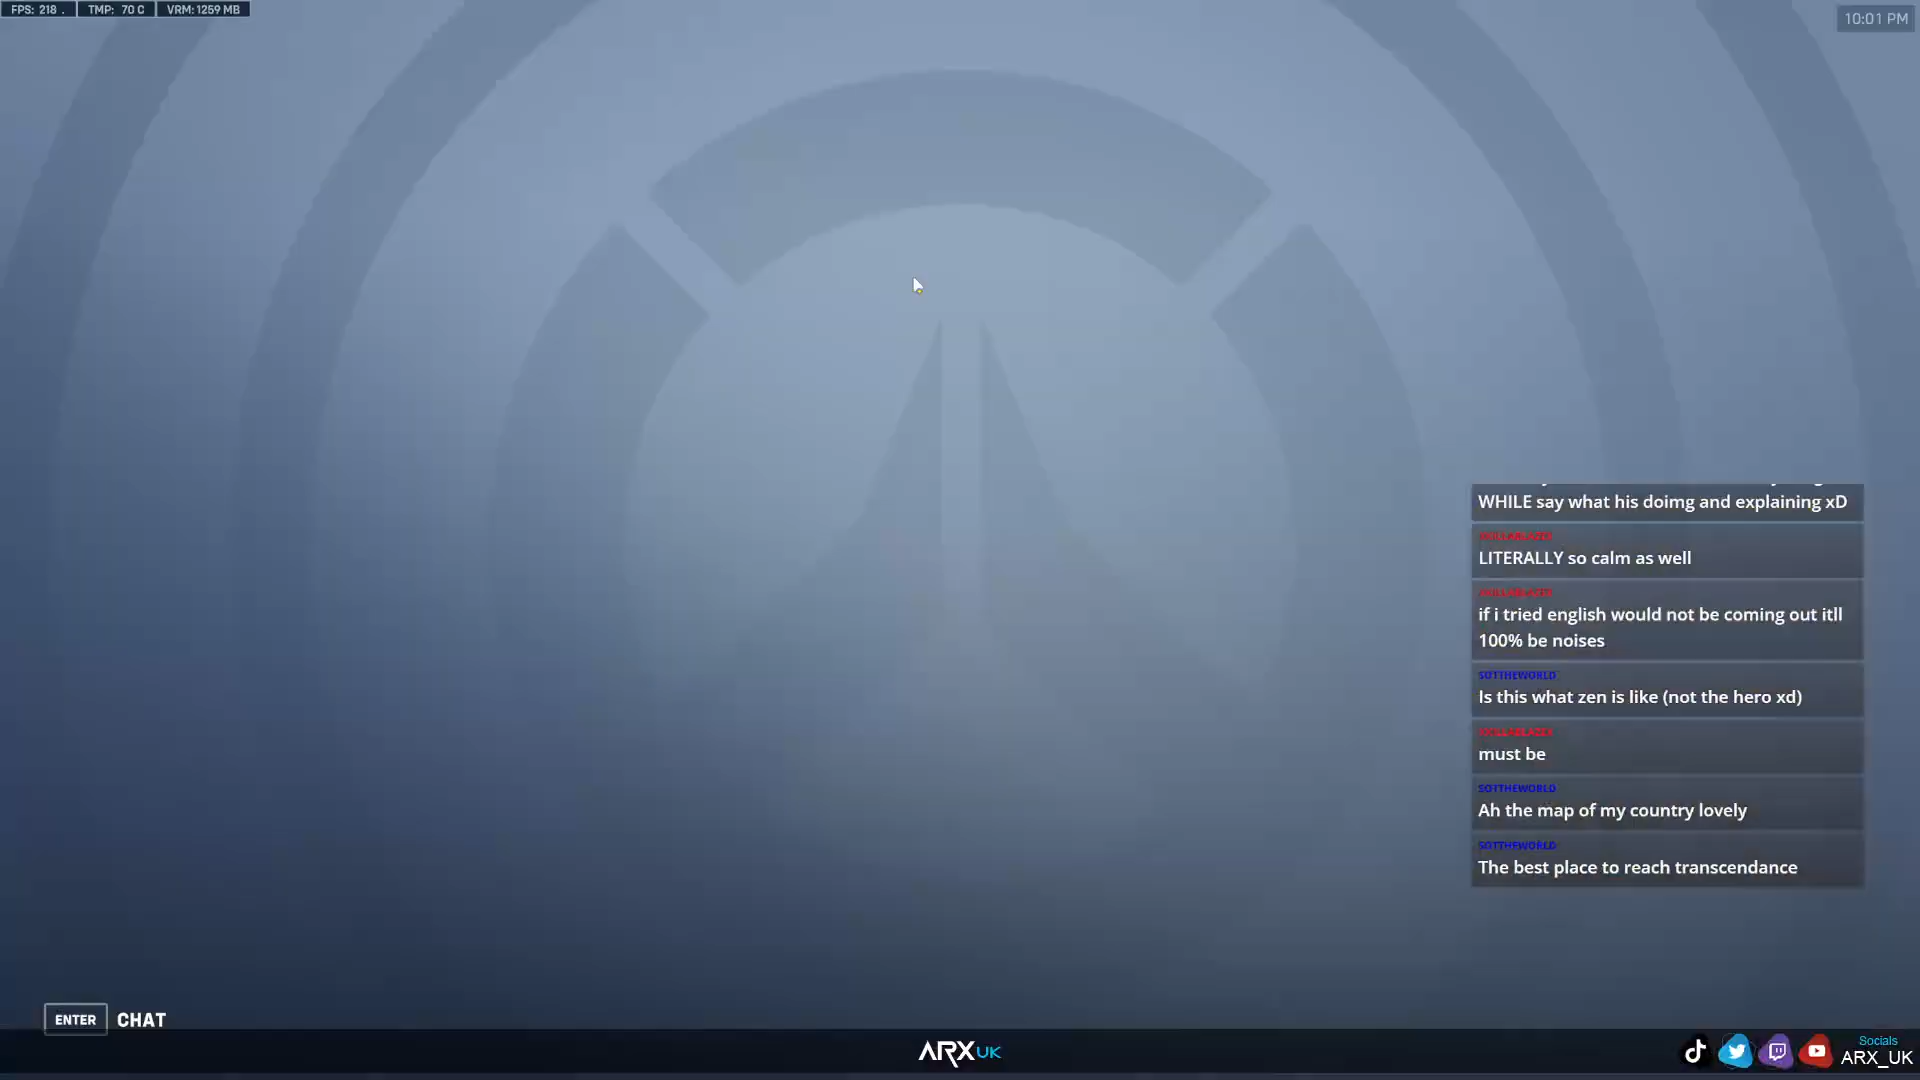 FPS: 218 . TMP: 70 C VRM: 1259 MB
10:01 PM
WHILE say what his doimg and explaining xD
LITERALLY so calm as well
if i tried english would not be coming out itll
100% be noises
SOTTHEWORLD
Is this what zen is like (not the hero xd)
must be
SOTTHEWORLD
Ah the map of my country lovely
SOTTHEWORLD
The best place to reach transcendance
ENTER CHAT
ARX UK
Socials
ARX_UK